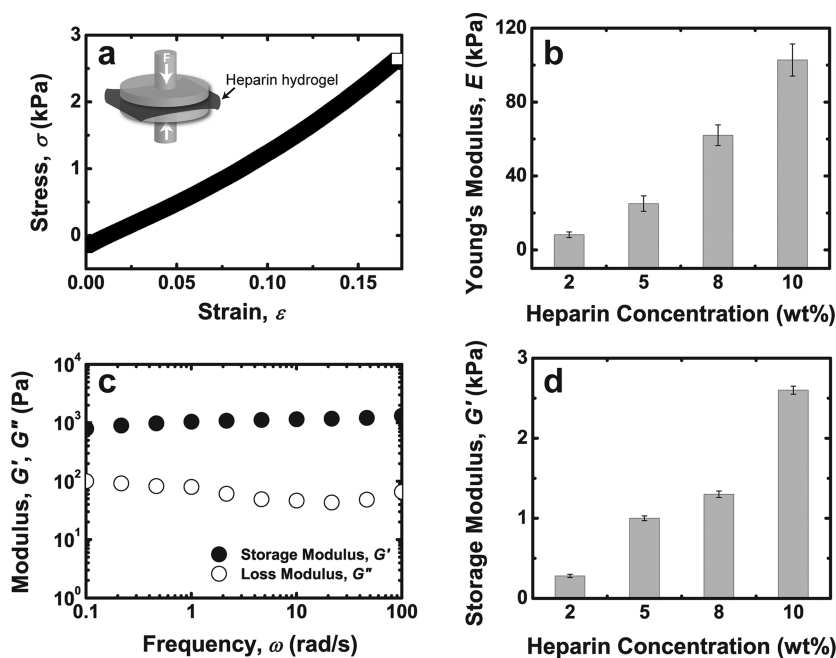 a
F
Heparin hydrogel
Stress, σ (kPa)
3
2
1
0
0.00 0.05 0.10 0.15
Strain, ε
b
Young's Modulus, E (kPa)
120
80
40
0
2 5 8 10
Heparin Concentration (wt%)
c
Modulus, G′, G″ (Pa)
10⁴
10³
10²
10¹
10⁰
Storage Modulus, G′
Loss Modulus, G″
0.1 1 10 100
Frequency, ω (rad/s)
d
Storage Modulus, G′ (kPa)
3
2
1
0
2 5 8 10
Heparin Concentration (wt%)